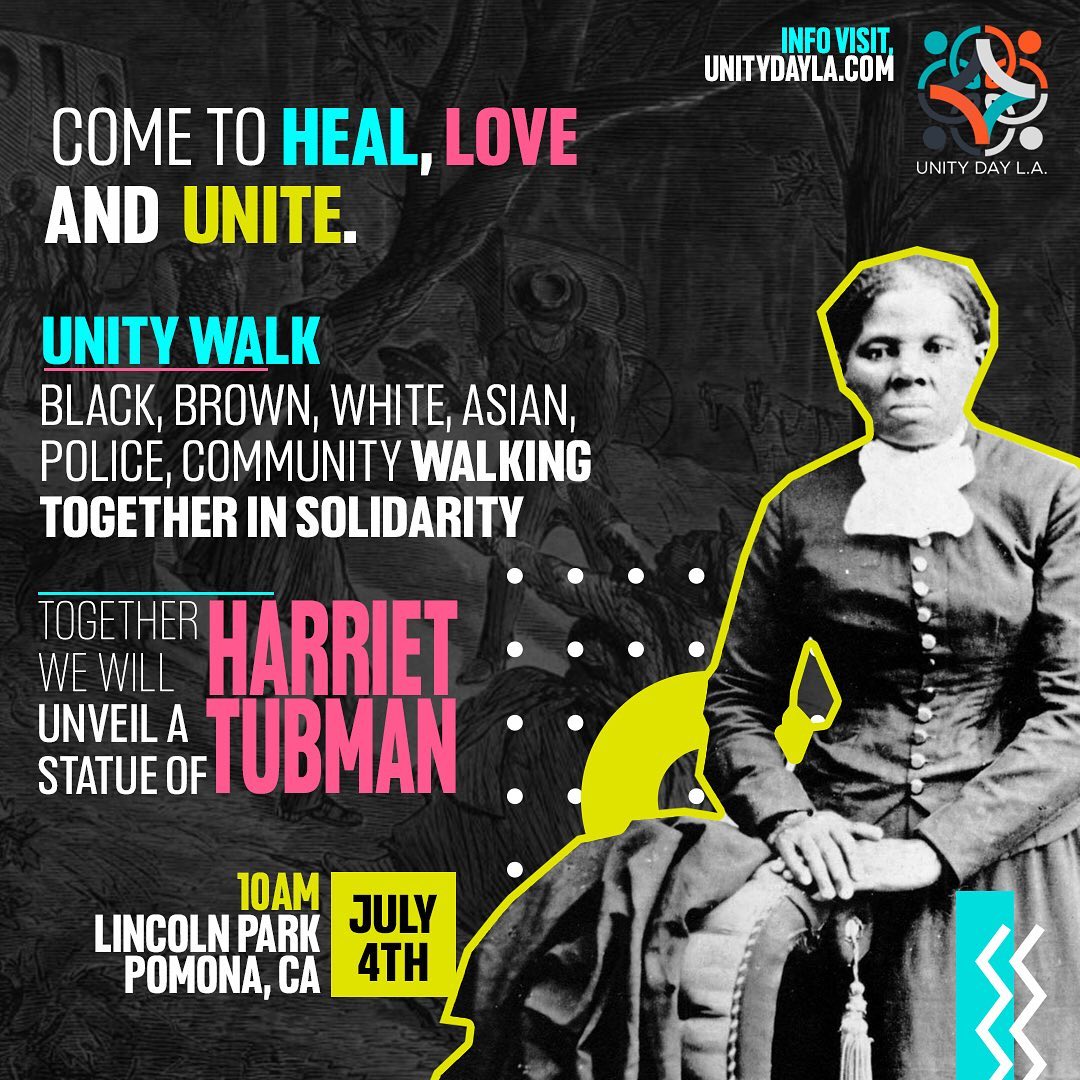 INFO VISIT,
UNITYDAYLA.COM
UNITY DAY L.A.
COME TO HEAL, LOVE
AND UNITE.
UNITY WALK
BLACK, BROWN, WHITE, ASIAN,
POLICE, COMMUNITY WALKING
TOGETHER IN SOLIDARITY
TOGETHER
WE WILL
UNVEIL A
STATUE OF
HARRIET
TUBMAN
10AM
LINCOLN PARK
POMONA, CA
JULY
4TH